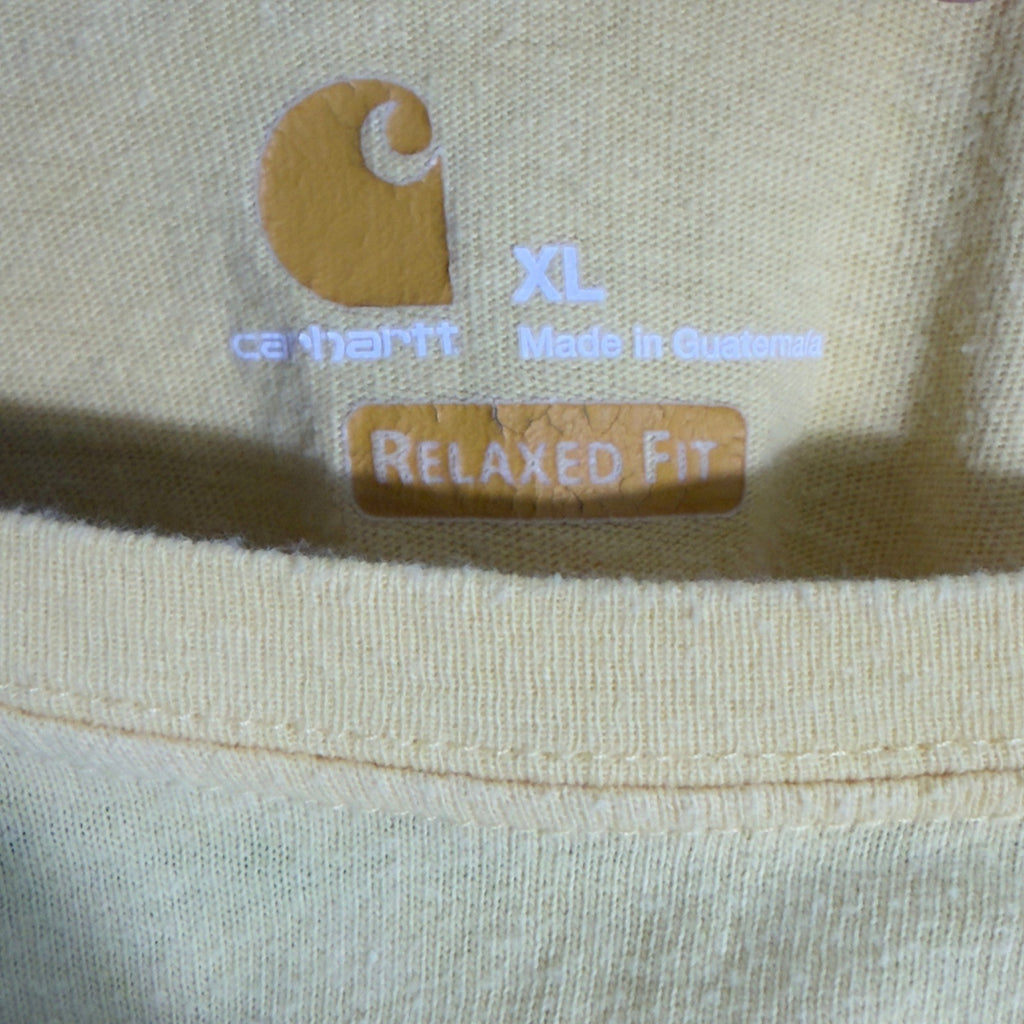 XL
carhartt
Made in Guatemala
RELAXED FIT